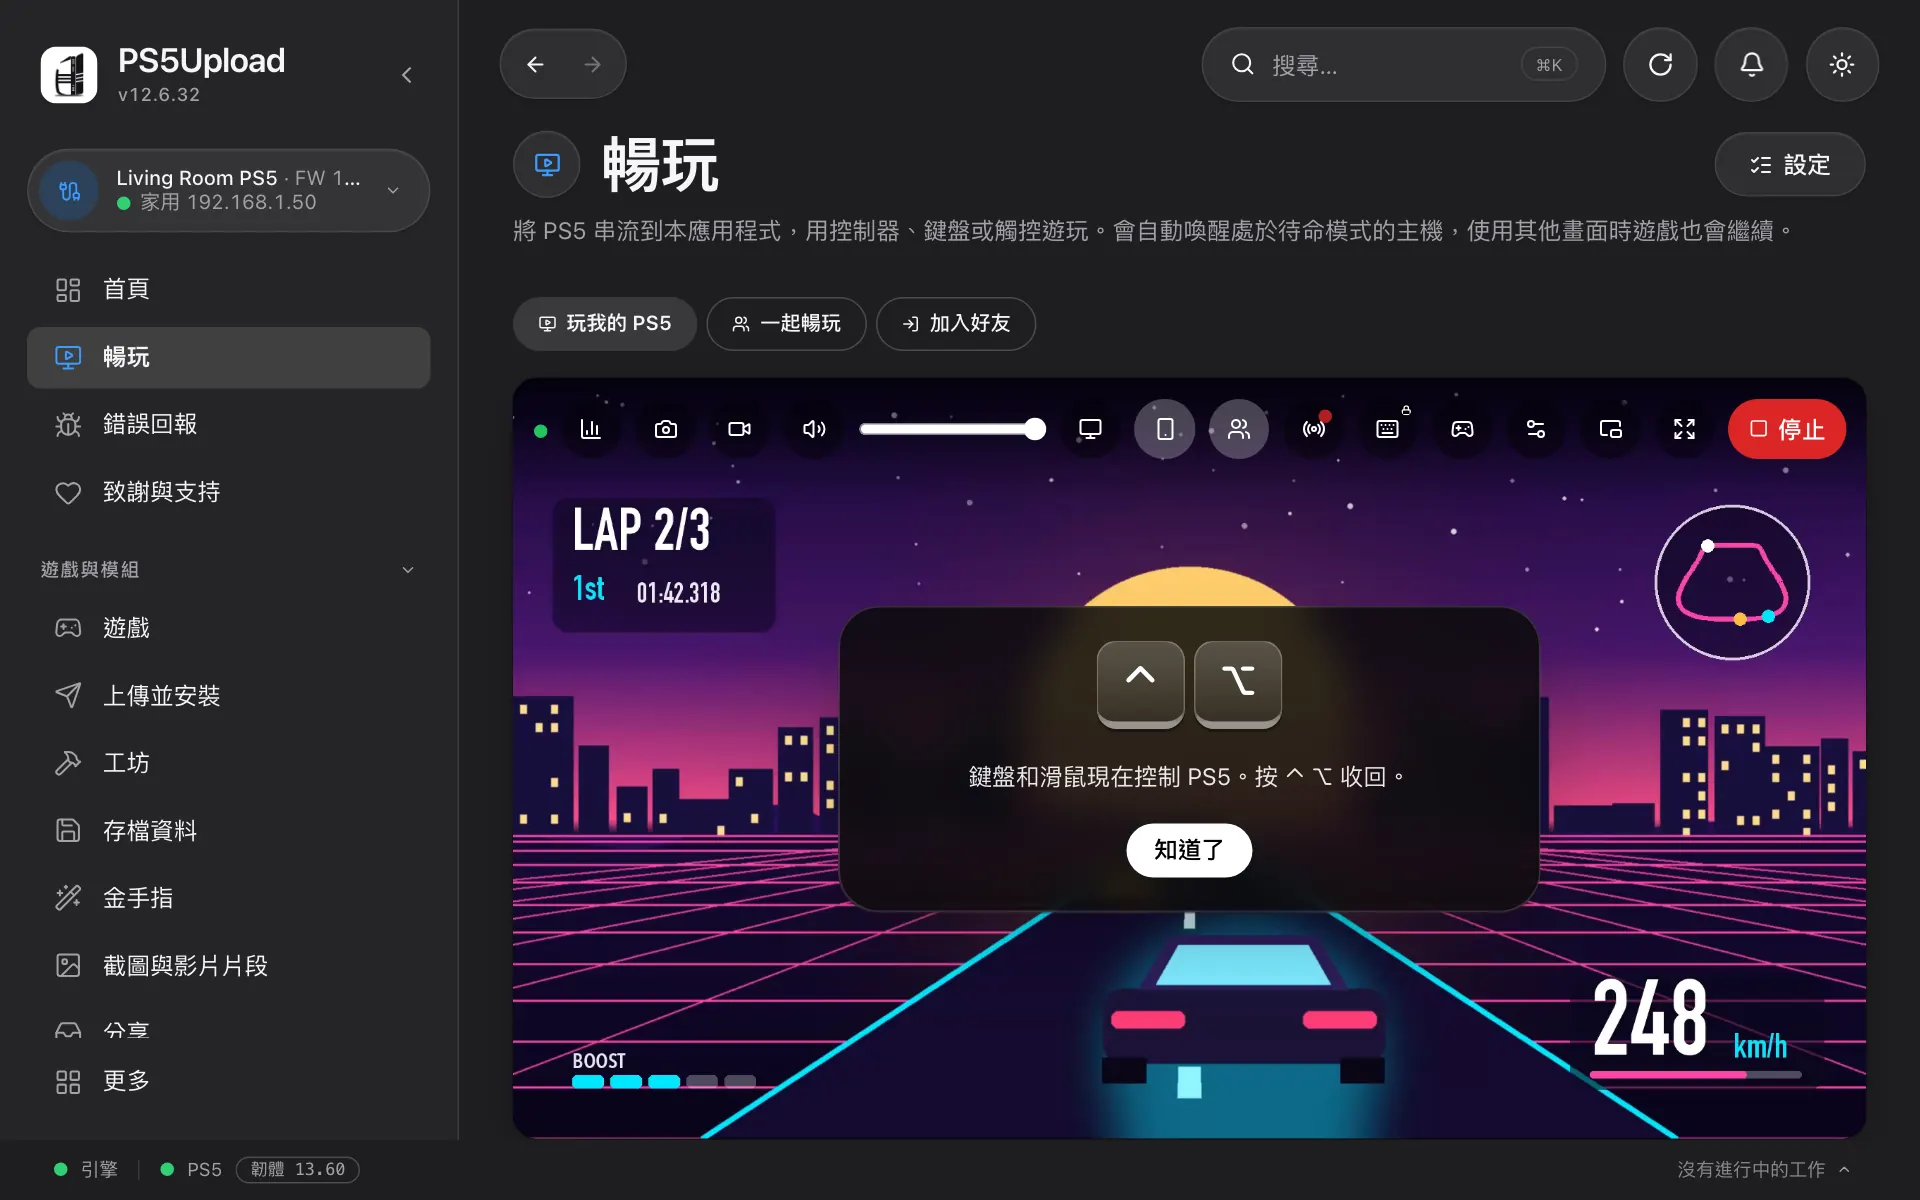 PS5Upload
v12.6.32
Living Room PS5 · FW 1...
家用 192.168.1.50
首頁
暢玩
錯誤回報
致謝與支持
遊戲與模組
遊戲
上傳並安裝
工坊
存檔資料
金手指
截圖與影片片段
分享
更多
搜尋...
⌘K
暢玩
設定
將 PS5 串流到本應用程式，用控制器、鍵盤或觸控遊玩。會自動喚醒處於待命模式的主機，使用其他畫面時遊戲也會繼續。
玩我的 PS5
一起暢玩
加入好友
停止
LAP 2/3
1st 01:42.318
鍵盤和滑鼠現在控制 PS5。按 ⌃ ⌥ 收回。
知道了
BOOST
248 km/h
引擎
PS5
韌體 13.60
沒有進行中的工作